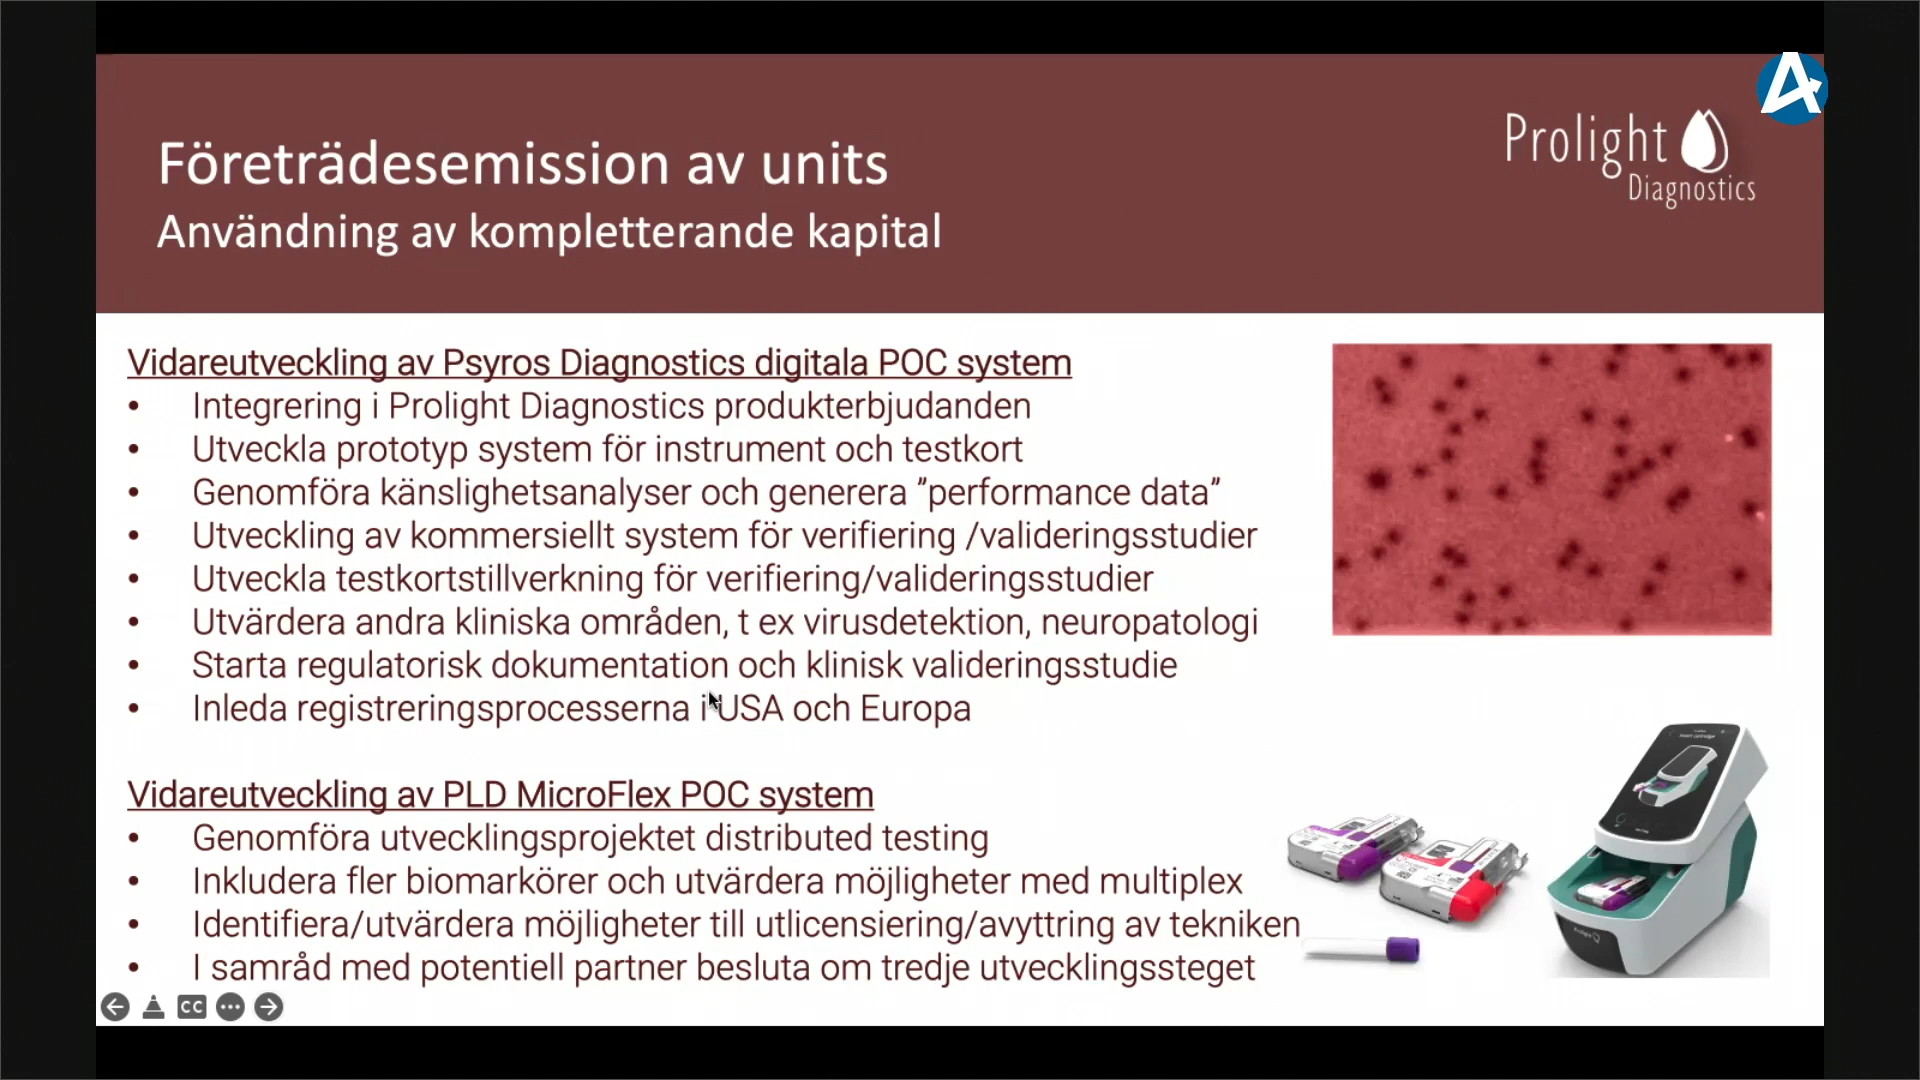 Företrädesemission av units
Användning av kompletterande kapital
Prolight
Diagnostics
Vidareutveckling av Psyros Diagnostics digitala POC system
• Integrering i Prolight Diagnostics produkterbjudanden
• Utveckla prototyp system för instrument och testkort
• Genomföra känslighetsanalyser och generera ”performance data”
• Utveckling av kommersiellt system för verifiering /valideringsstudier
• Utveckla testkortstillverkning för verifiering/valideringsstudier
• Utvärdera andra kliniska områden, t ex virusdetektion, neuropatologi
• Starta regulatorisk dokumentation och klinisk valideringsstudie
• Inleda registreringsprocesserna i USA och Europa
Vidareutveckling av PLD MicroFlex POC system
• Genomföra utvecklingsprojektet distributed testing
• Inkludera fler biomarkörer och utvärdera möjligheter med multiplex
• Identifiera/utvärdera möjligheter till utlicensiering/avyttring av tekniken
• I samråd med potentiell partner besluta om tredje utvecklingssteget
Prolight
CC